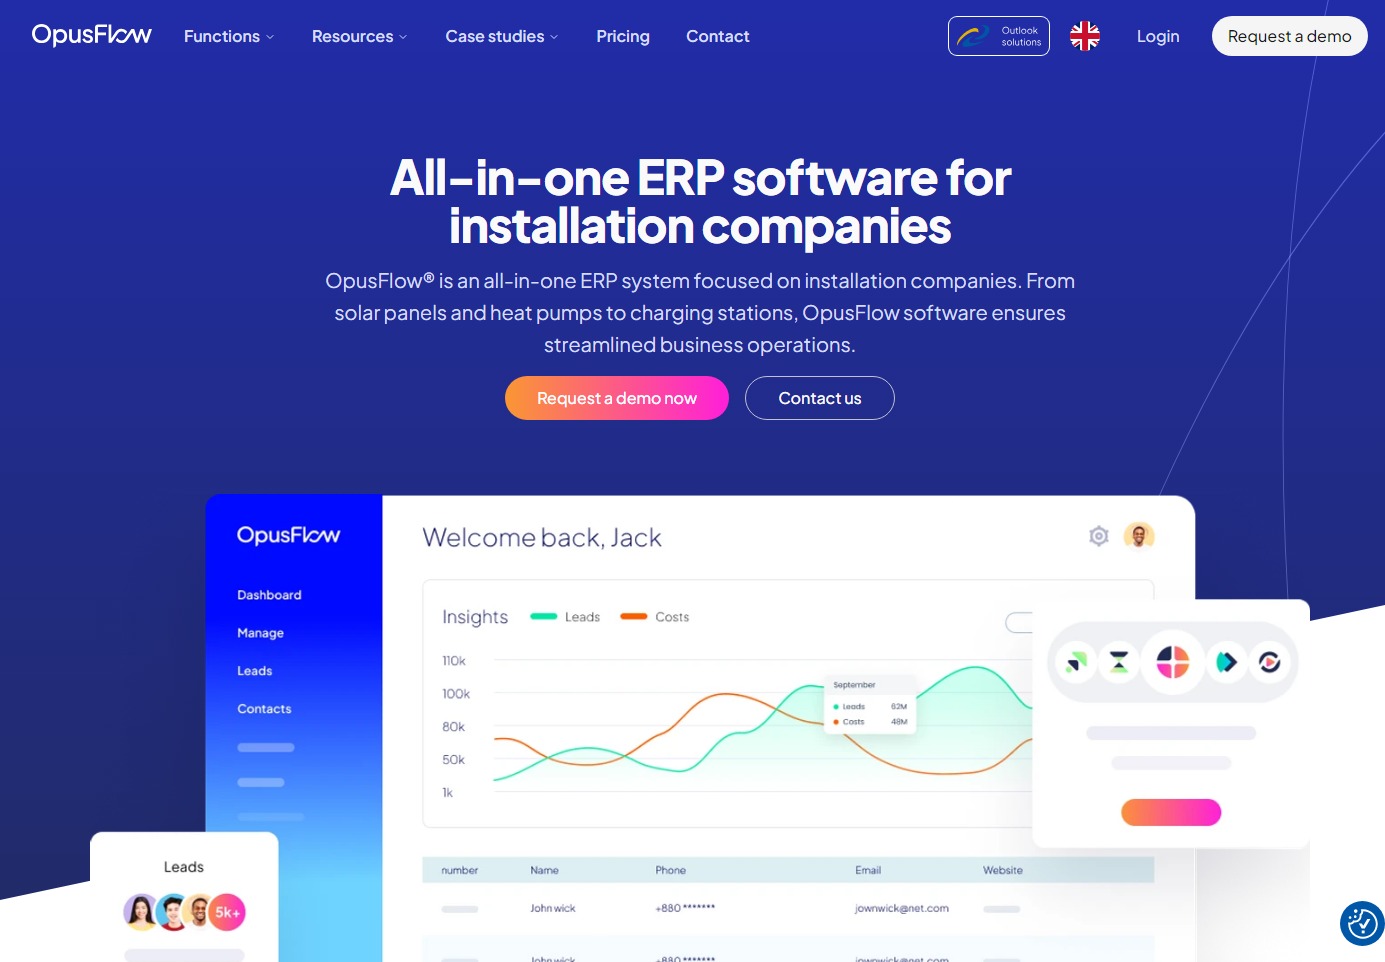 OpusFlow
Functions
Resources
Case studies
Pricing
Contact
Outlook
solutions
Login
Request a demo
All-in-one ERP software for
installation companies
OpusFlow® is an all-in-one ERP system focused on installation companies. From
solar panels and heat pumps to charging stations, OpusFlow software ensures
streamlined business operations.
Request a demo now
Contact us
OpusFlow
Dashboard
Manage
Leads
Contacts
Welcome back, Jack
Insights
Leads
Costs
110k
100k
80k
50k
1k
September
Leads 62M
Costs 48M
number Name Phone Email Website
John wick +880 ******* jownwick@net.com
John wick +880 ******* jownwick@net.com
Leads
5k+